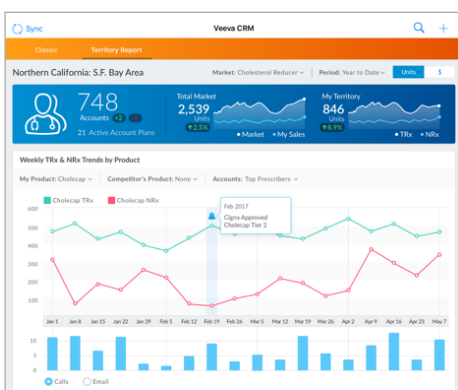 Sync
Veeva CRM
Classic
Territory Report
Northern California: S.F. Bay Area
Market: Cholesterol Reducer
Period: Year to Date
Units
$
748
Accounts +2
21 Active Account Plans
Total Market
2,539
Units
2.5%
Market
My Sales
My Territory
846
Units
8.9%
TRx
NRx
Weekly TRx & NRx Trends by Product
My Product: Cholecap
Competitor's Product: None
Accounts: Top Prescribers
Cholecap TRx
Cholecap NRx
Feb 2017
Cigna Approved
Cholecap Tier 2
600
500
400
300
200
100
Jan 1 Jan 8 Jan 15 Jan 22 Jan 29 Feb 5 Feb 12 Feb 19 Feb 26 Mar 5 Mar 12 Mar 19 Mar 26 Apr 2 Apr 9 Apr 16 Apr 23 May 7
10
5
0
Calls
Email